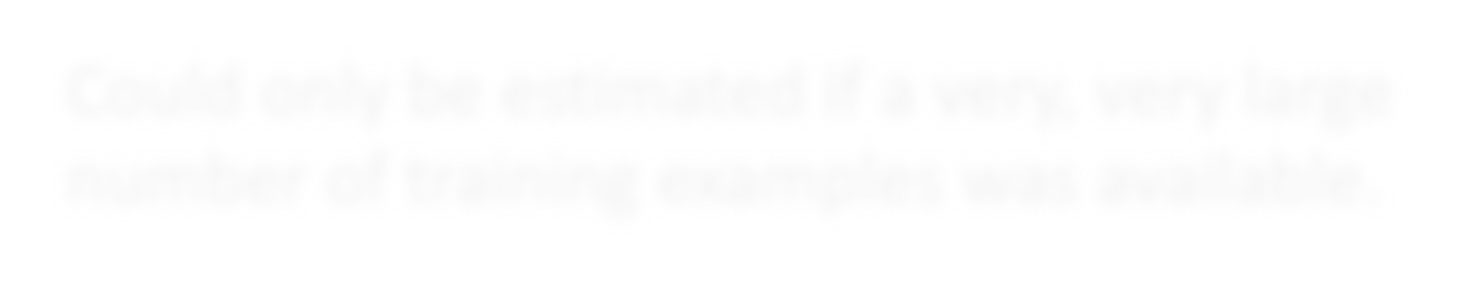 Could only be estimated if a very, very large
number of training examples was available.